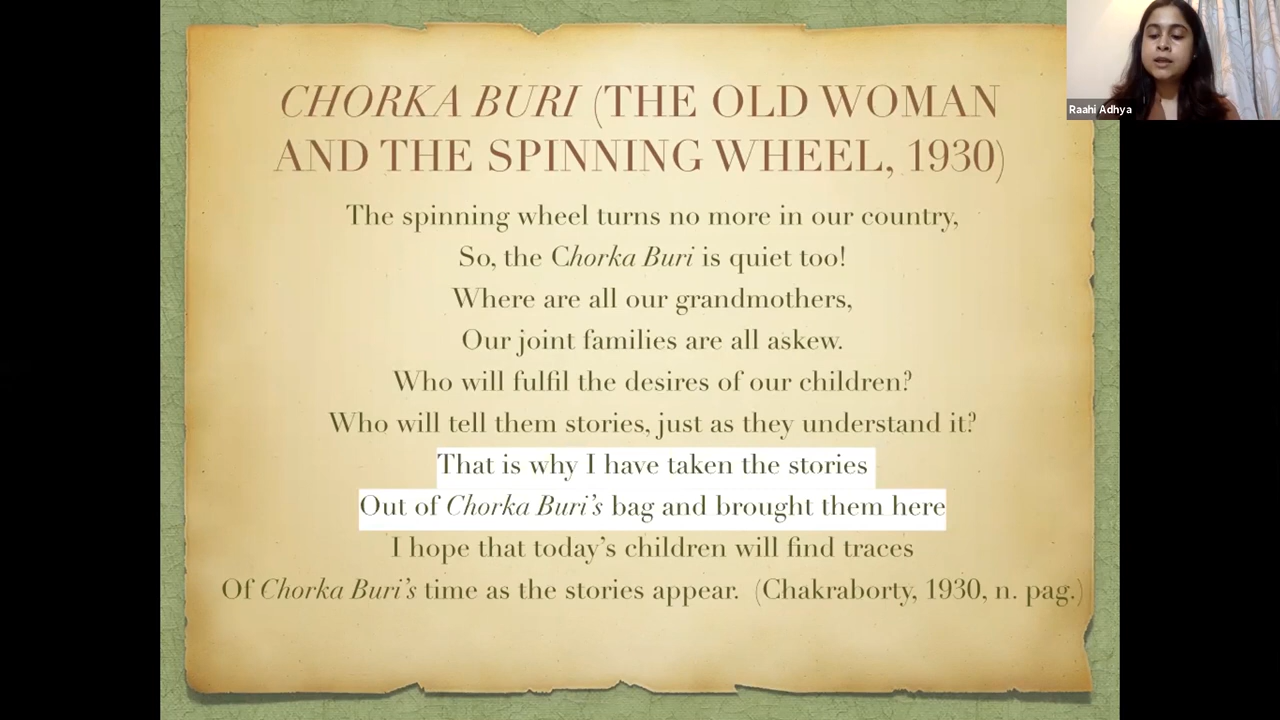 CHORKA BURI (THE OLD WOMAN
AND THE SPINNING WHEEL, 1930)
The spinning wheel turns no more in our country,
So, the Chorka Buri is quiet too!
Where are all our grandmothers,
Our joint families are all askew.
Who will fulfil the desires of our children?
Who will tell them stories, just as they understand it?
That is why I have taken the stories
Out of Chorka Buri's bag and brought them here
I hope that today's children will find traces
Of Chorka Buri's time as the stories appear. (Chakraborty, 1930, n. pag.)
Raahi Adhya